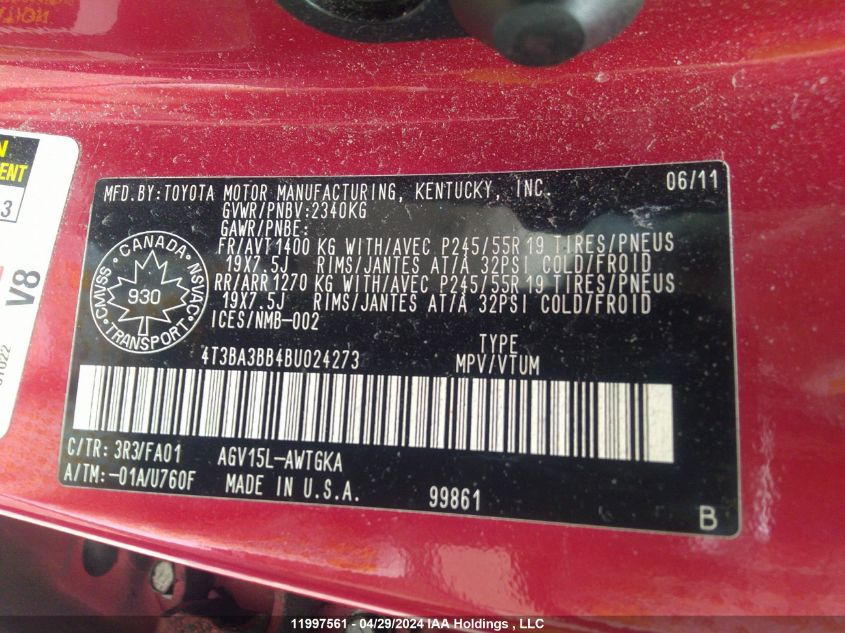 MFD.BY:TOYOTA MOTOR MANUFACTURING, KENTUCKY, INC. 06/11
GVWR/PNBV:2340KG
GAWR/PNBE:
FR/AVT1400 KG WITH/AVEC P245/55R19 TIRES/PNEUS
19X7.5J RIMS/JANTES AT/À 32PSI COLD/FROID
RR/ARR1270 KG WITH/AVEC P245/55R19 TIRES/PNEUS
19X7.5J RIMS/JANTES AT/À 32PSI COLD/FROID
ICES/NMB-002
CANADA
CMVSS
NSVAC
930
TRANSPORT
4T3BA3BB4BU024273
TYPE
MPV/VTUM
C/TR: 3R3/FA01 AGV15L-AWTGKA
A/TM:-01A/U760F MADE IN U.S.A. 99861
B
ENT
3
V8
11997561 - 04/29/2024 IAA Holdings , LLC